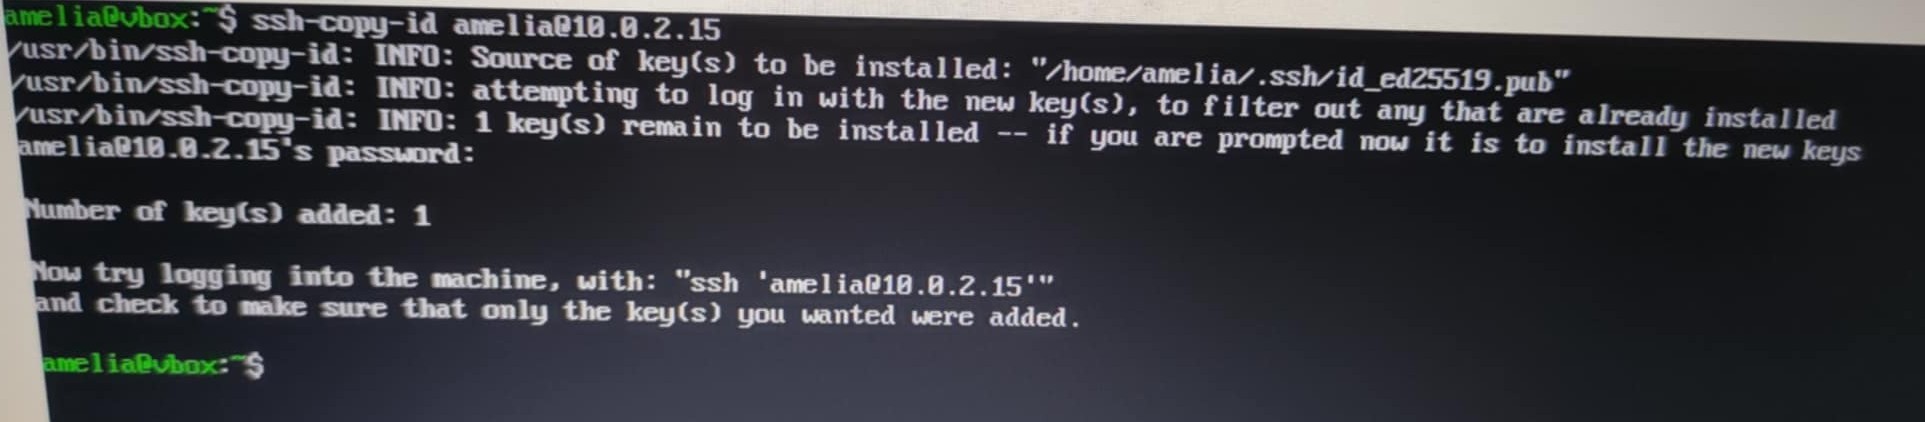 amelia@vbox:~$ ssh-copy-id amelia@10.0.2.15
/usr/bin/ssh-copy-id: INFO: Source of key(s) to be installed: "/home/amelia/.ssh/id_ed25519.pub"
/usr/bin/ssh-copy-id: INFO: attempting to log in with the new key(s), to filter out any that are already installed
/usr/bin/ssh-copy-id: INFO: 1 key(s) remain to be installed -- if you are prompted now it is to install the new keys
amelia@10.0.2.15's password:
Number of key(s) added: 1
Now try logging into the machine, with: "ssh 'amelia@10.0.2.15'"
and check to make sure that only the key(s) you wanted were added.
amelia@vbox:~$